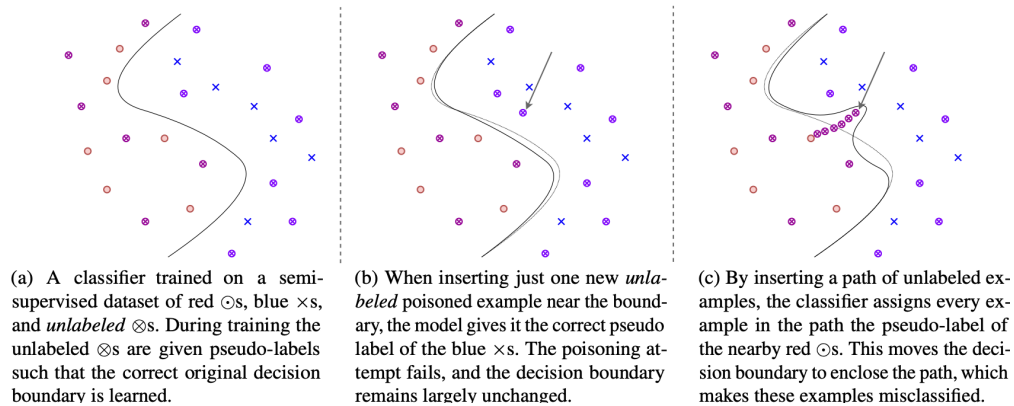 (a) A classifier trained on a semi-
supervised dataset of red ⊙s, blue ×s,
and unlabeled ⊗s. During training the
unlabeled ⊗s are given pseudo-labels
such that the correct original decision
boundary is learned.
(b) When inserting just one new unla-
beled poisoned example near the bound-
ary, the model gives it the correct pseudo
label of the blue ×s. The poisoning at-
tempt fails, and the decision boundary
remains largely unchanged.
(c) By inserting a path of unlabeled ex-
amples, the classifier assigns every ex-
ample in the path the pseudo-label of
the nearby red ⊙s. This moves the deci-
sion boundary to enclose the path, which
makes these examples misclassified.